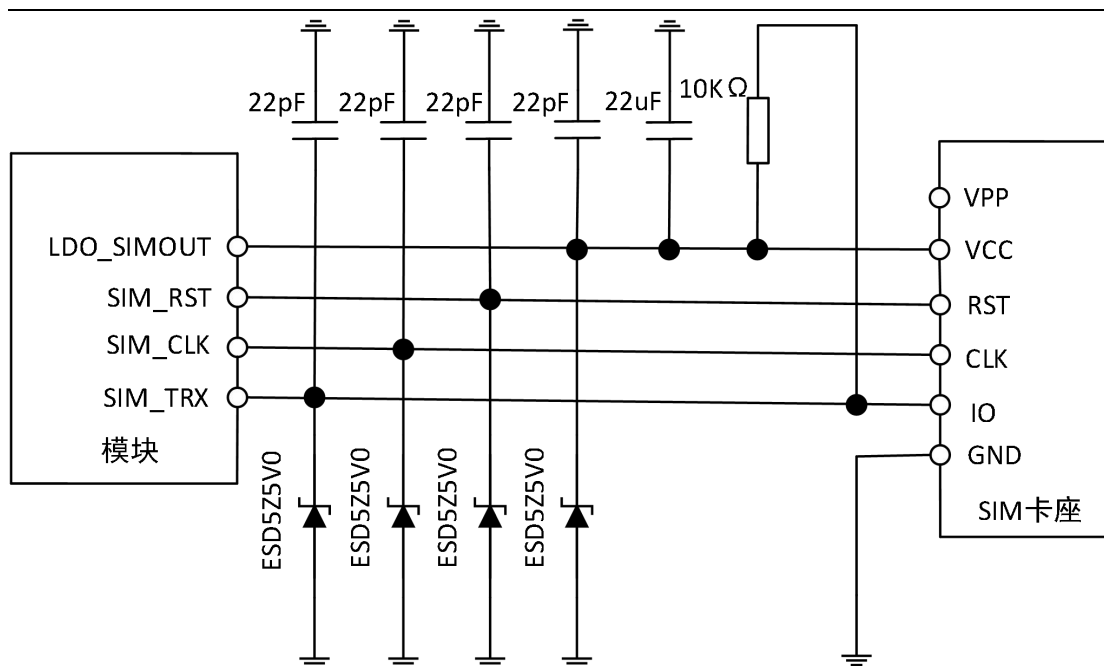 22pF
22pF
22pF
22pF
22uF
10KΩ
LDO_SIMOUT
SIM_RST
SIM_CLK
SIM_TRX
模块
VPP
VCC
RST
CLK
IO
GND
SIM卡座
ESD5Z5V0
ESD5Z5V0
ESD5Z5V0
ESD5Z5V0